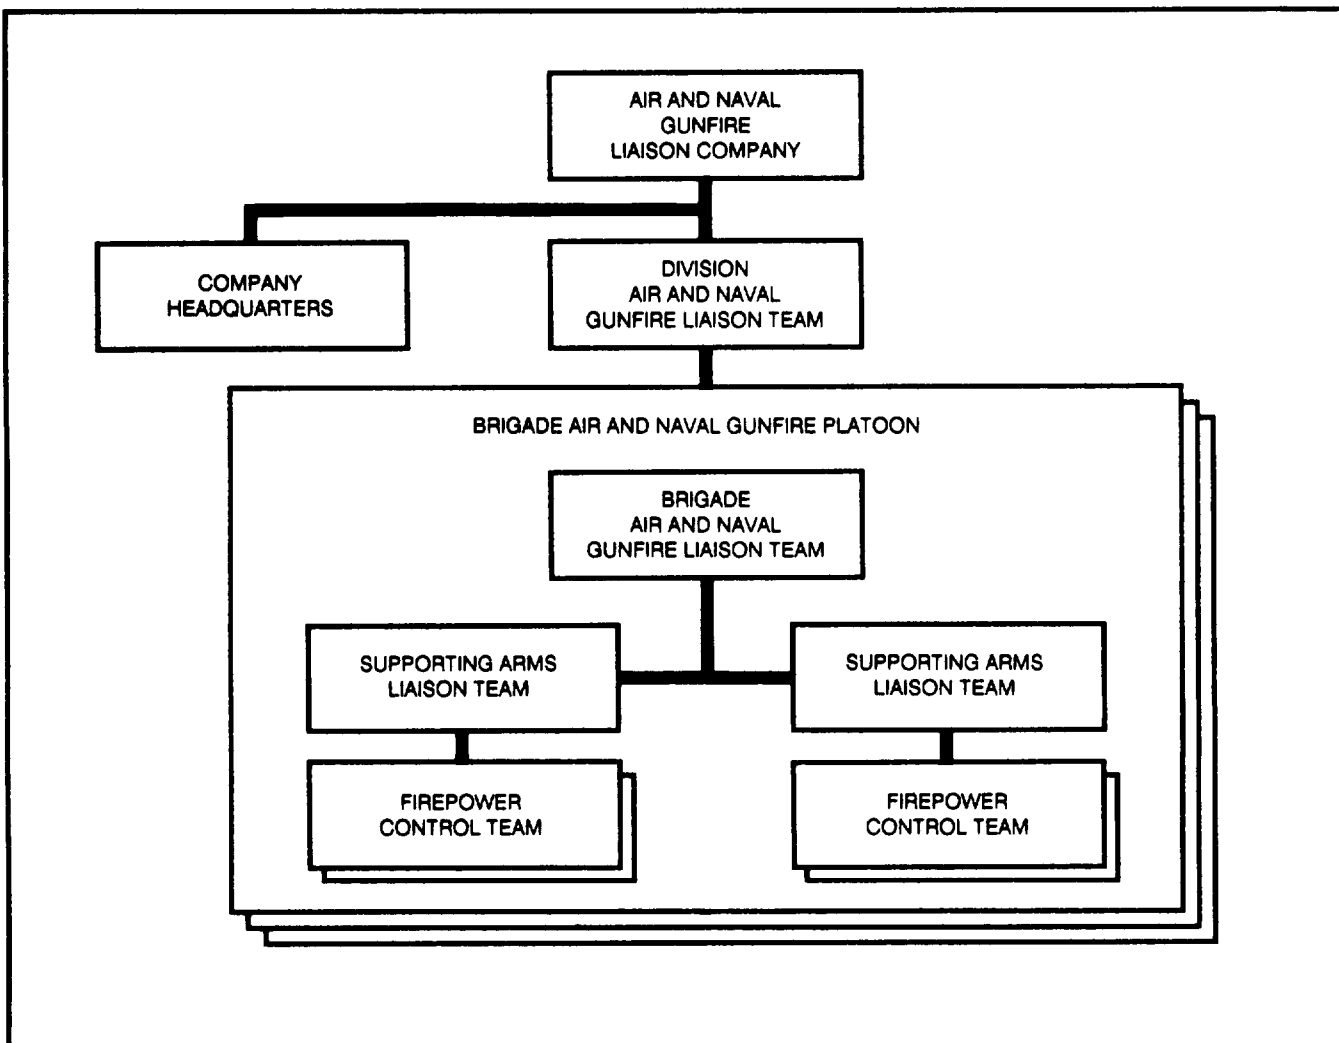 AIR AND NAVAL
GUNFIRE
LIAISON COMPANY
COMPANY
HEADQUARTERS
DIVISION
AIR AND NAVAL
GUNFIRE LIAISON TEAM
BRIGADE AIR AND NAVAL GUNFIRE PLATOON
BRIGADE
AIR AND NAVAL
GUNFIRE LIAISON TEAM
SUPPORTING ARMS
LIAISON TEAM
SUPPORTING ARMS
LIAISON TEAM
FIREPOWER
CONTROL TEAM
FIREPOWER
CONTROL TEAM